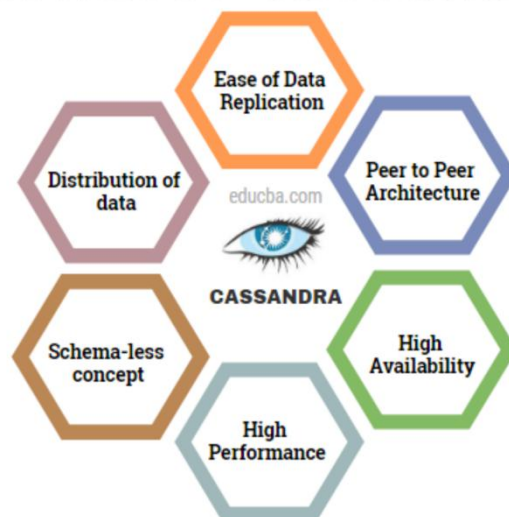 Ease of Data
Replication
Peer to Peer
Architecture
High
Availability
High
Performance
Schema-less
concept
Distribution of
data
educba.com
CASSANDRA